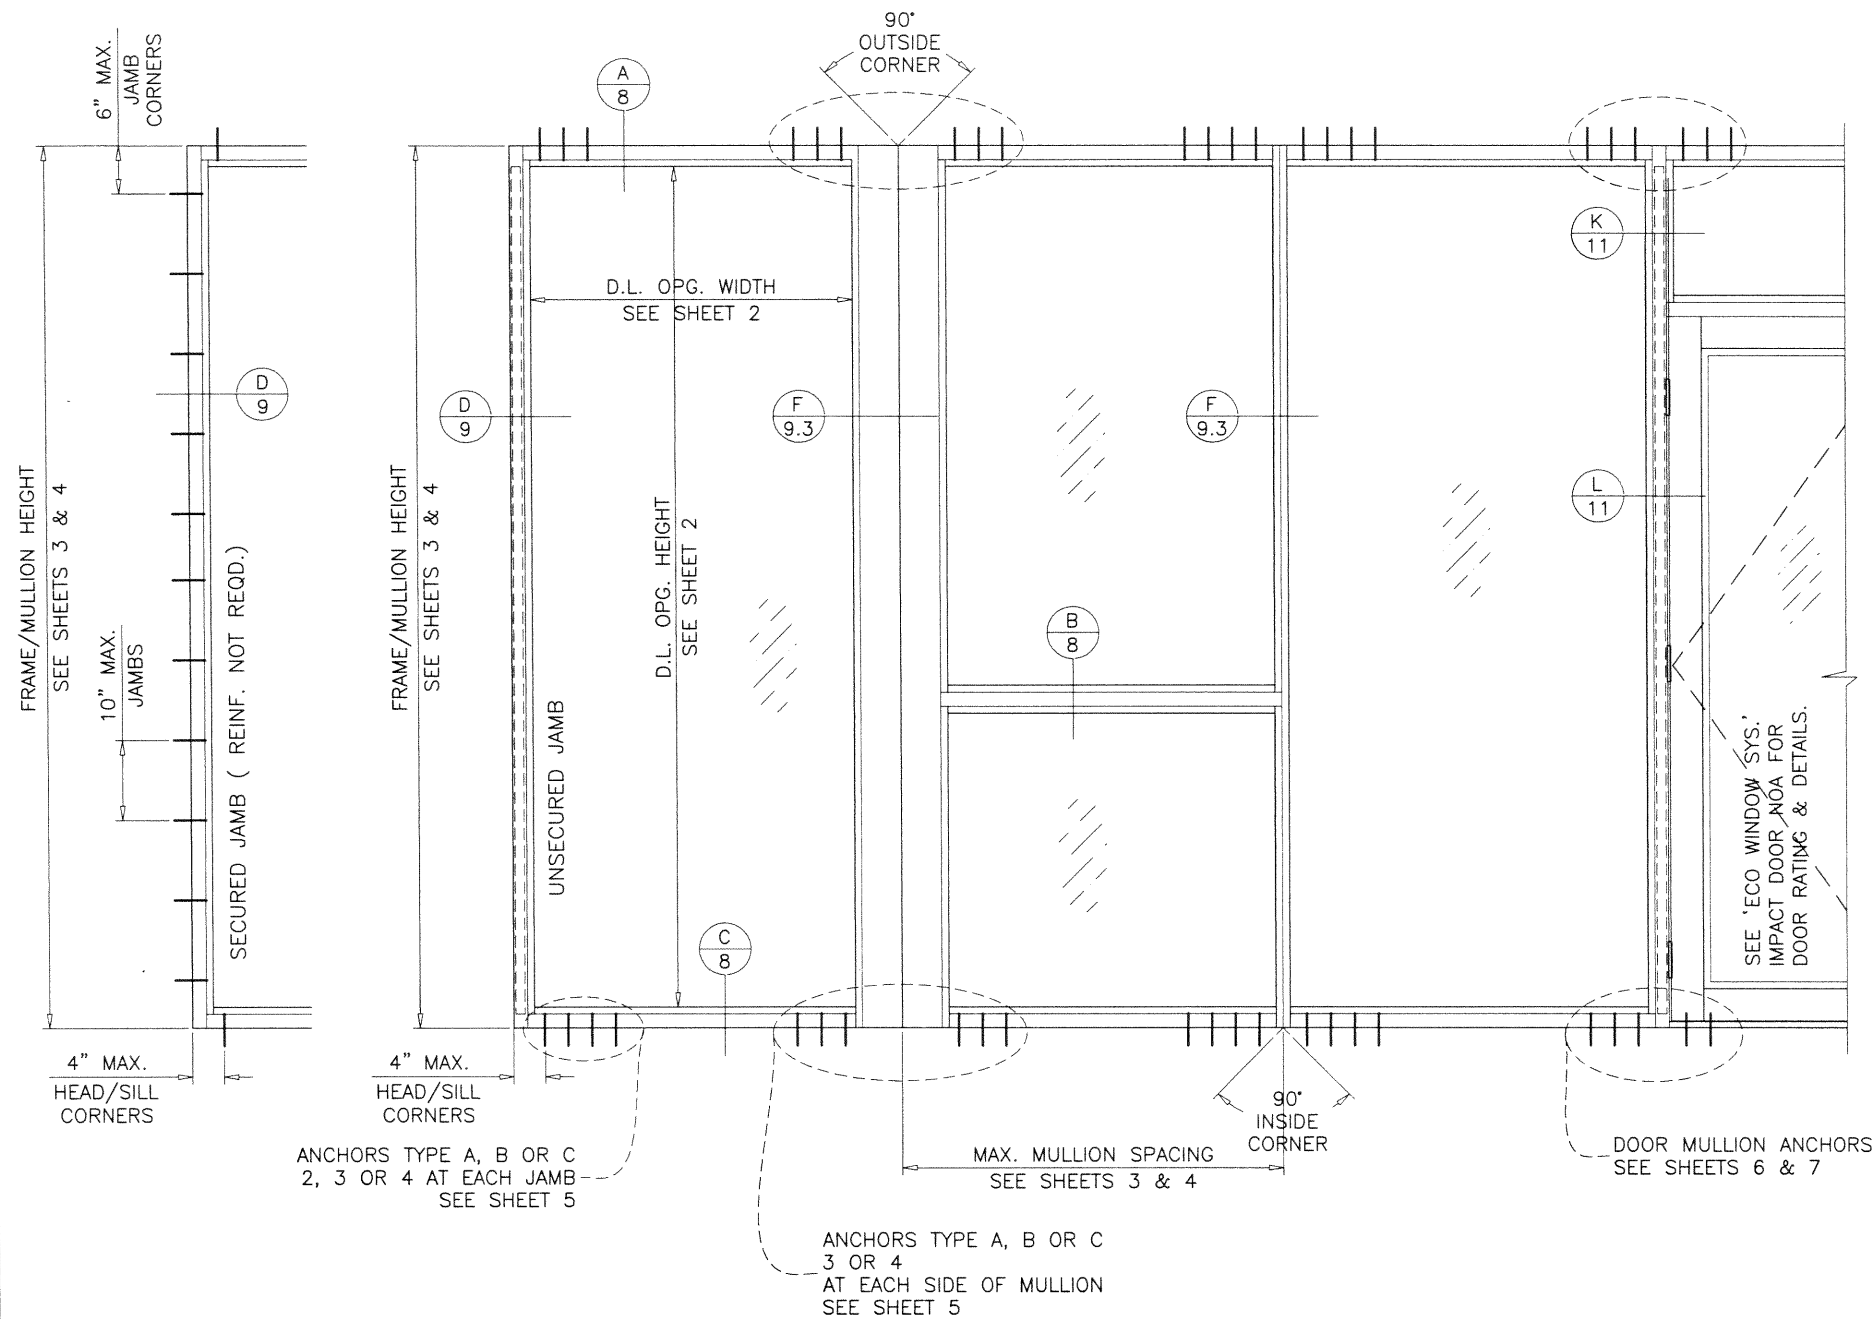 90°
OUTSIDE
CORNER
6" MAX.
JAMB
CORNERS
A
8
K
11
D.L. OPG. WIDTH
SEE SHEET 2
D
9
D
9
F
9.3
F
9.3
L
11
FRAME/MULLION HEIGHT
SEE SHEETS 3 & 4
10" MAX.
JAMBS
SECURED JAMB ( REINF. NOT REQD.)
FRAME/MULLION HEIGHT
SEE SHEETS 3 & 4
UNSECURED JAMB
D.L. OPG. HEIGHT
SEE SHEET 2
B
8
SEE 'ECO WINDOW SYS.'
IMPACT DOOR NOA FOR
DOOR RATING & DETAILS.
C
8
4" MAX.
HEAD/SILL
CORNERS
4" MAX.
HEAD/SILL
CORNERS
90°
INSIDE
CORNER
ANCHORS TYPE A, B OR C
2, 3 OR 4 AT EACH JAMB
SEE SHEET 5
MAX. MULLION SPACING
SEE SHEETS 3 & 4
DOOR MULLION ANCHORS
SEE SHEETS 6 & 7
ANCHORS TYPE A, B OR C
3 OR 4
AT EACH SIDE OF MULLION
SEE SHEET 5